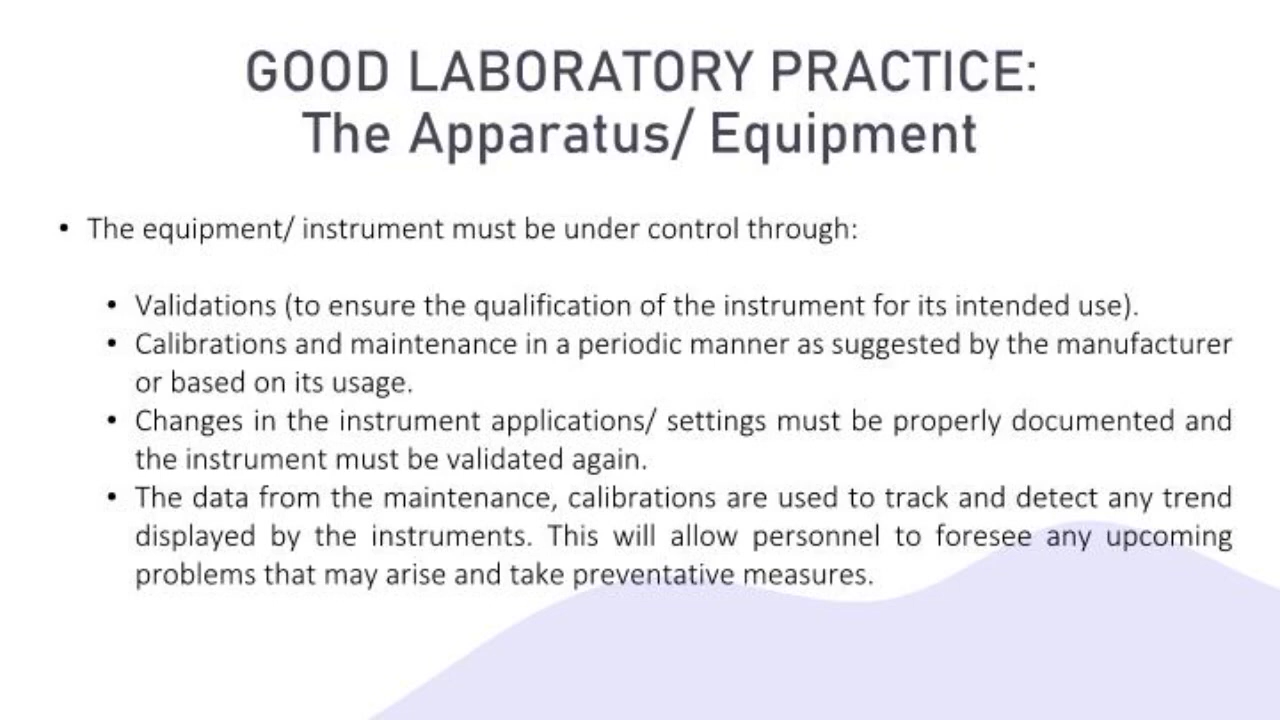 GOOD LABORATORY PRACTICE:
The Apparatus/ Equipment
• The equipment/ instrument must be under control through:
• Validations (to ensure the qualification of the instrument for its intended use).
• Calibrations and maintenance in a periodic manner as suggested by the manufacturer
or based on its usage.
• Changes in the instrument applications/ settings must be properly documented and
the instrument must be validated again.
• The data from the maintenance, calibrations are used to track and detect any trend
displayed by the instruments. This will allow personnel to foresee any upcoming
problems that may arise and take preventative measures.